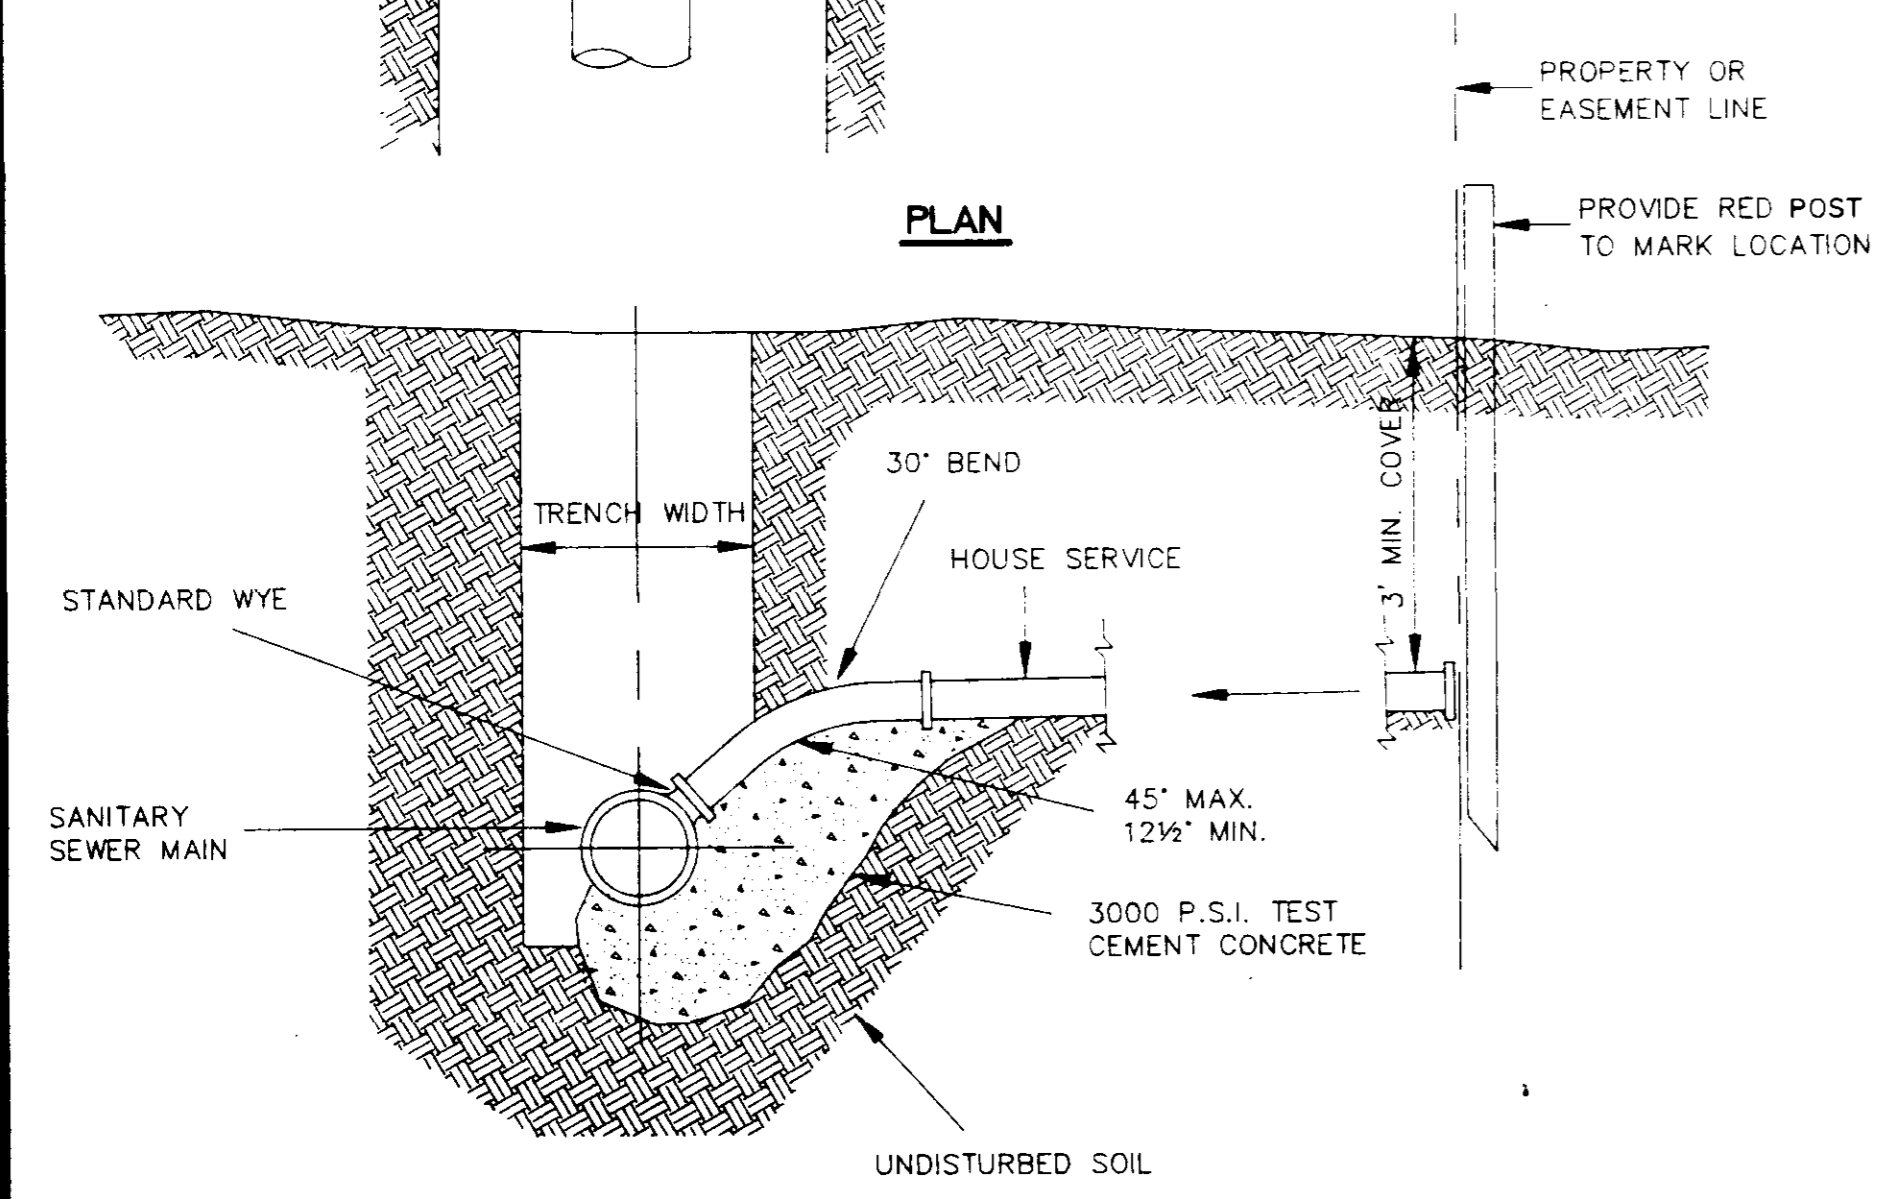 PROPERTY OR
EASEMENT LINE
PLAN
PROVIDE RED POST
TO MARK LOCATION
30° BEND
TRENCH WIDTH
3' MIN. COVER
HOUSE SERVICE
STANDARD WYE
SANITARY
SEWER MAIN
45° MAX.
12½° MIN.
3000 P.S.I. TEST
CEMENT CONCRETE
UNDISTURBED SOIL